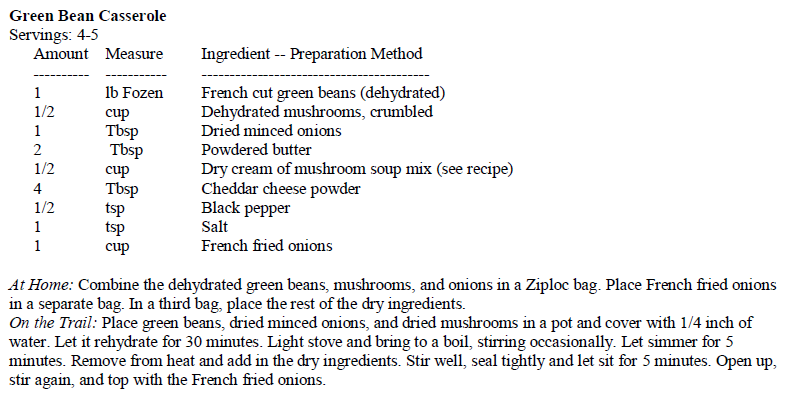 Green Bean Casserole
Servings: 4-5
Amount Measure Ingredient -- Preparation Method
---------- ----------- -----------------------------------------
1 lb Fozen French cut green beans (dehydrated)
1/2 cup Dehydrated mushrooms, crumbled
1 Tbsp Dried minced onions
2 Tbsp Powdered butter
1/2 cup Dry cream of mushroom soup mix (see recipe)
4 Tbsp Cheddar cheese powder
1/2 tsp Black pepper
1 tsp Salt
1 cup French fried onions
At Home: Combine the dehydrated green beans, mushrooms, and onions in a Ziploc bag. Place French fried onions
in a separate bag. In a third bag, place the rest of the dry ingredients.
On the Trail: Place green beans, dried minced onions, and dried mushrooms in a pot and cover with 1/4 inch of
water. Let it rehydrate for 30 minutes. Light stove and bring to a boil, stirring occasionally. Let simmer for 5
minutes. Remove from heat and add in the dry ingredients. Stir well, seal tightly and let sit for 5 minutes. Open up,
stir again, and top with the French fried onions.